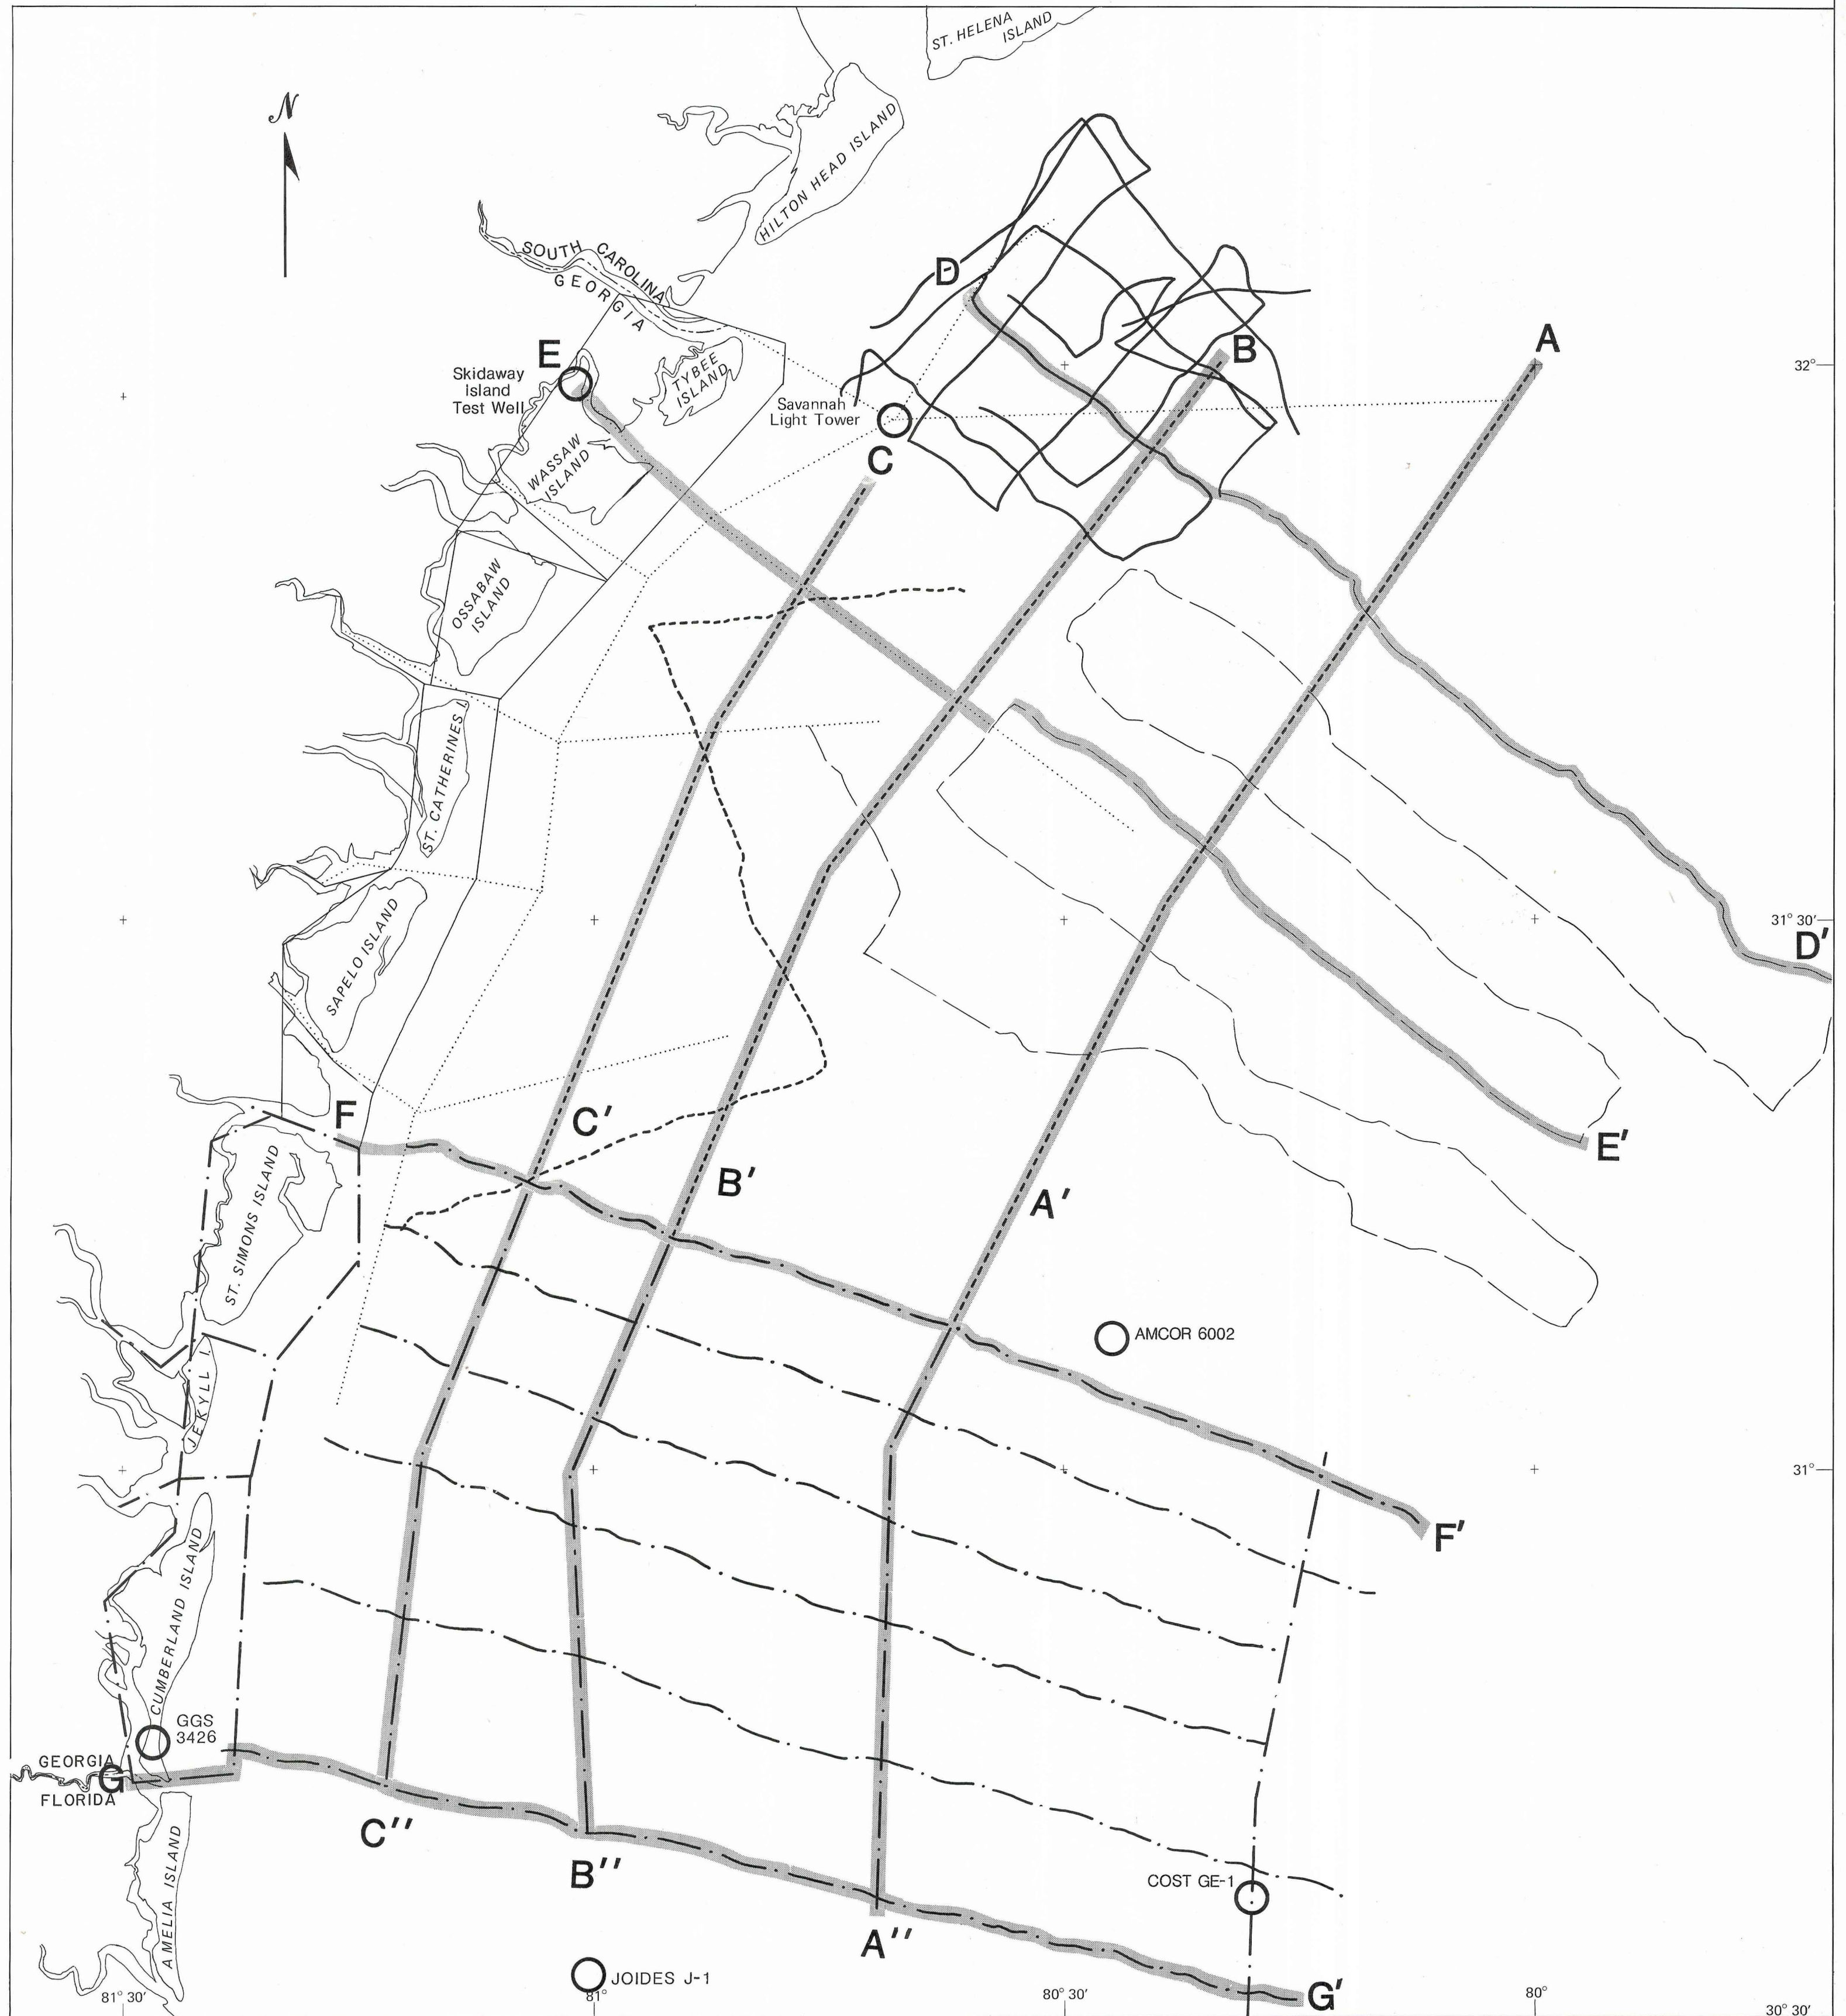 ST. HELENA
ISLAND
N
HILTON HEAD ISLAND
SOUTH CAROLINA
GEORGIA
D
B
A
32°
E
Skidaway
Island
Test Well
TYBEE
ISLAND
Savannah
Light Tower
C
WASSAW
ISLAND
OSSABAW
ISLAND
ST. CATHERINES I.
SAPELO ISLAND
31° 30'
D'
F
C'
E'
B'
A'
ST. SIMONS ISLAND
AMCOR 6002
JEKYLL I.
31°
F'
CUMBERLAND ISLAND
GGS
3426
GEORGIA
G
FLORIDA
C''
B''
COST GE-1
A''
AMELIA ISLAND
JOIDES J-1
G'
81° 30'
81°
80° 30'
80°
30° 30'